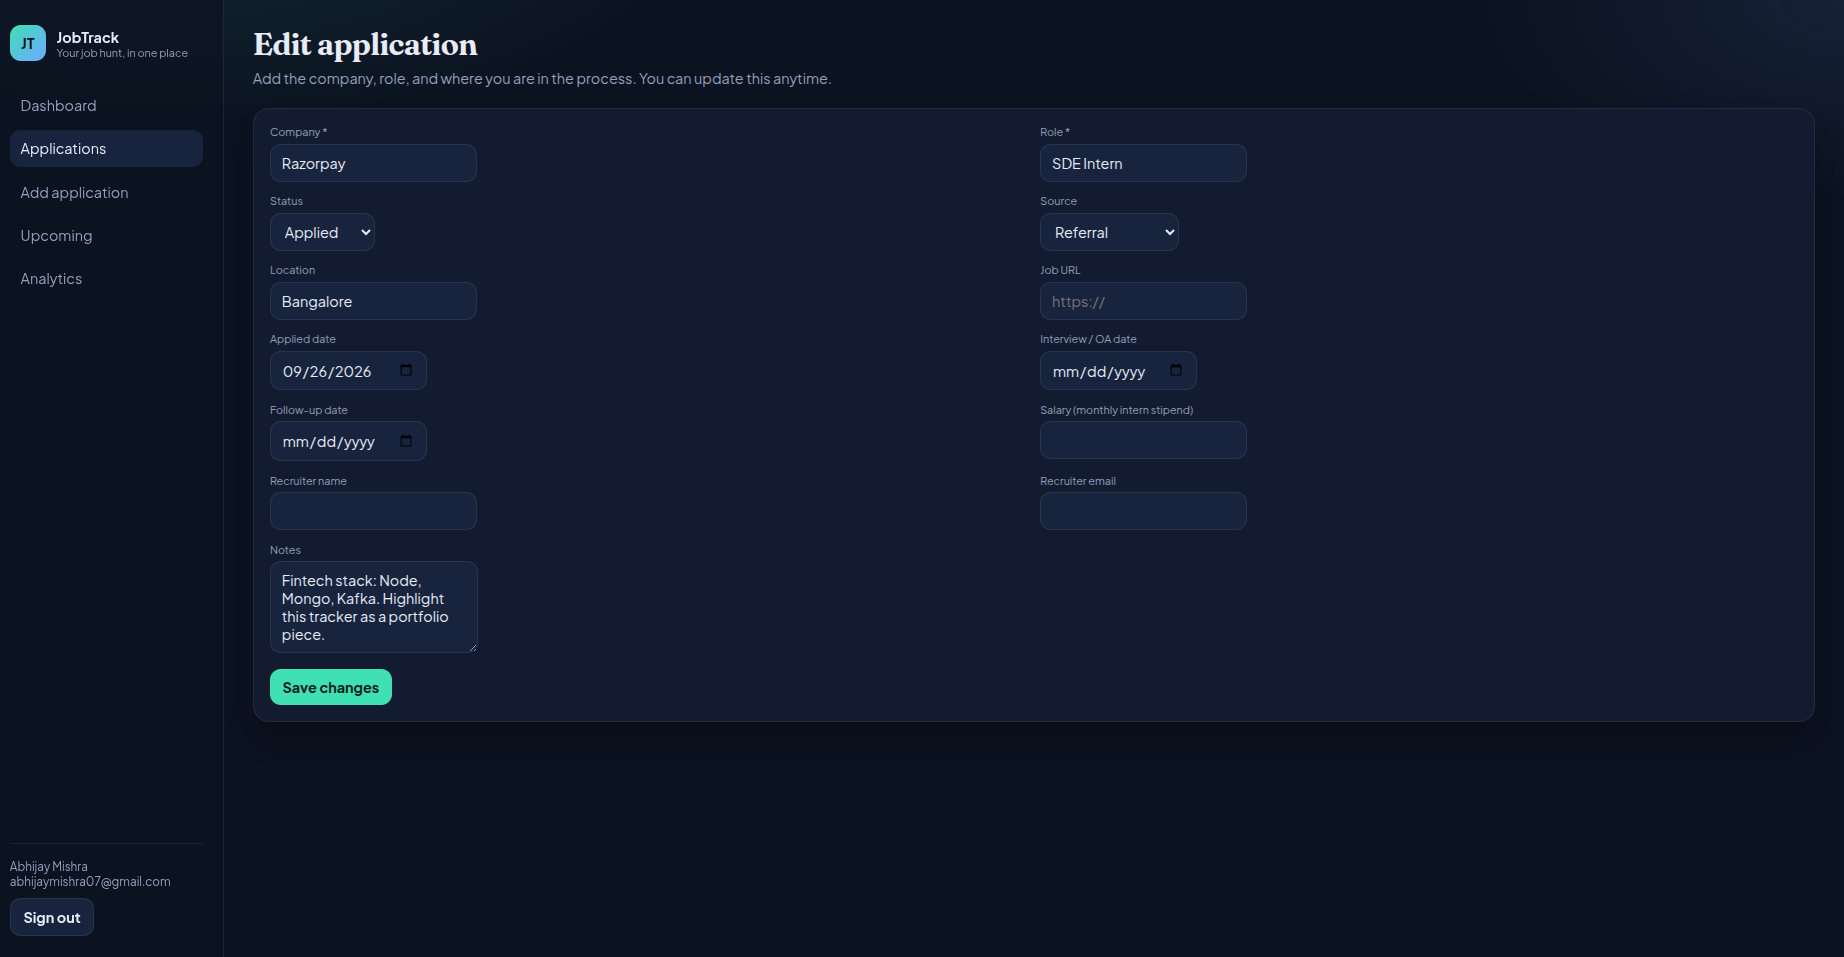 JT
JobTrack
Your job hunt, in one place
Dashboard
Applications
Add application
Upcoming
Analytics
Abhijay Mishra
abhijaymishra07@gmail.com
Sign out
Edit application
Add the company, role, and where you are in the process. You can update this anytime.
Company *
Razorpay
Role *
SDE Intern
Status
Applied
Source
Referral
Location
Bangalore
Job URL
https://
Applied date
09/26/2026
Interview / OA date
mm/dd/yyyy
Follow-up date
mm/dd/yyyy
Salary (monthly intern stipend)
Recruiter name
Recruiter email
Notes
Fintech stack: Node,
Mongo, Kafka. Highlight
this tracker as a portfolio
piece.
Save changes